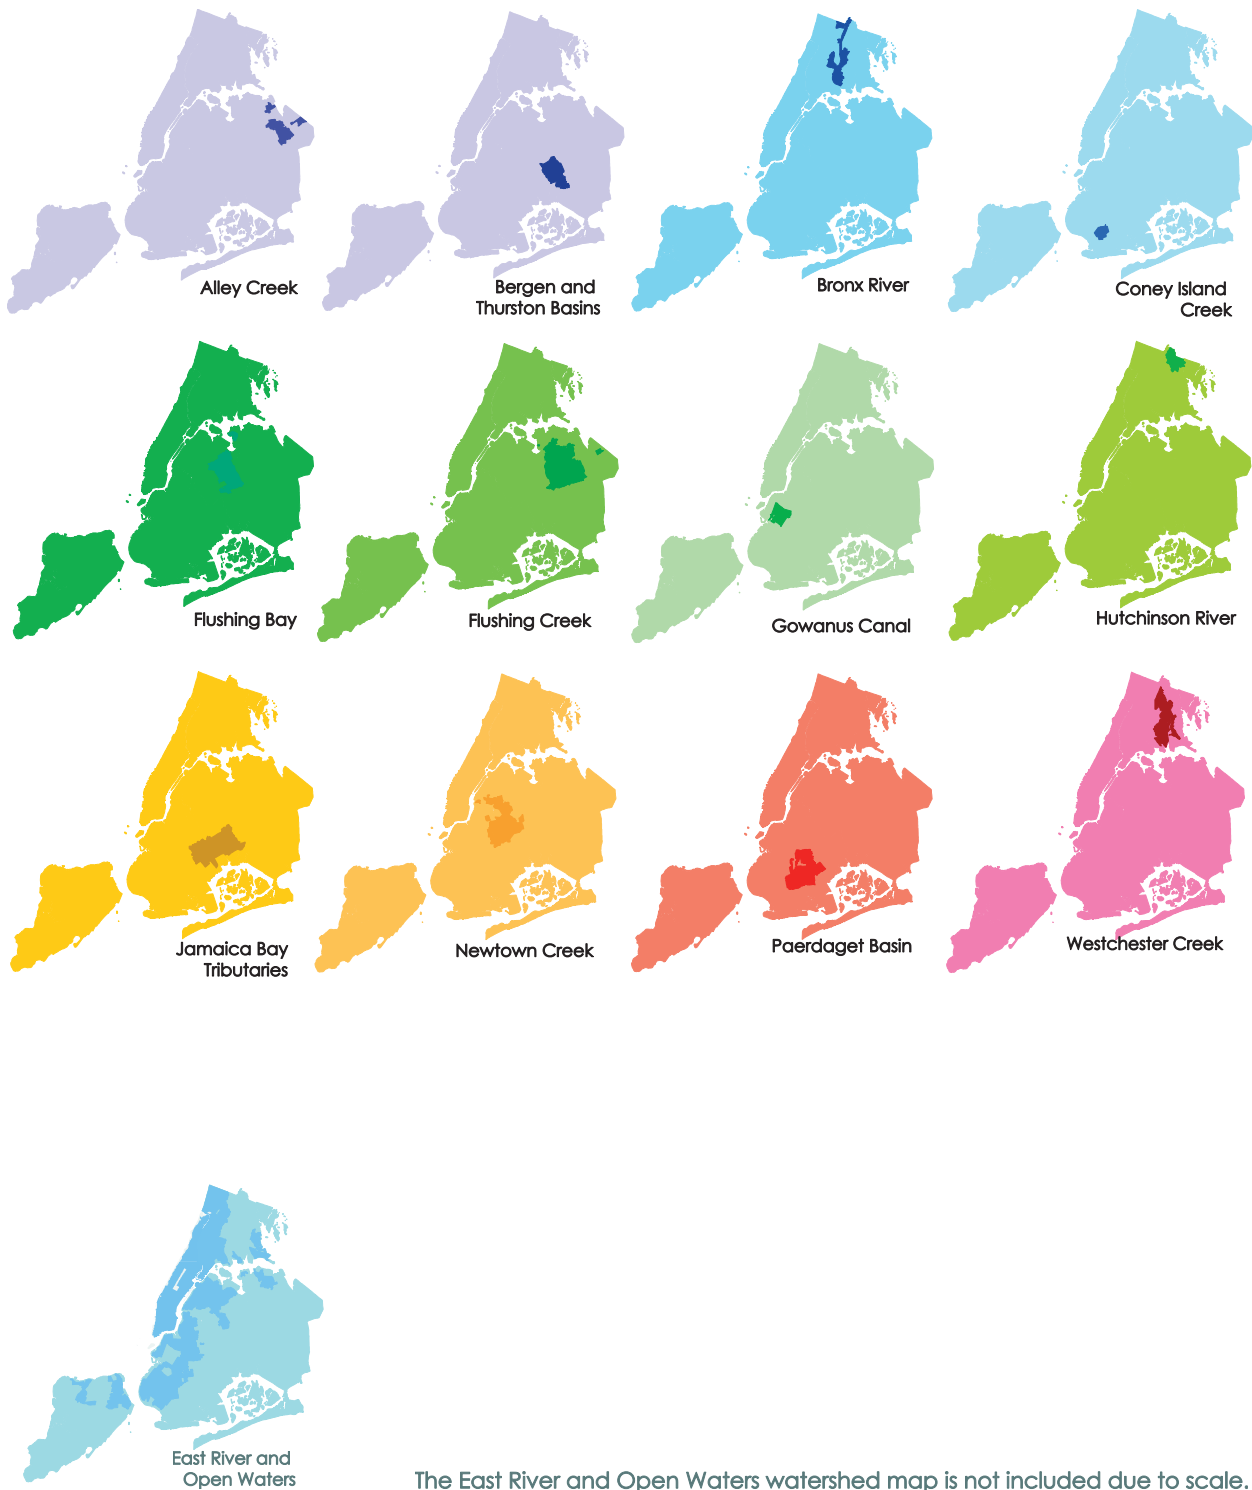 Alley Creek
Bergen and
Thurston Basins
Bronx River
Coney Island
Creek
Flushing Bay
Flushing Creek
Gowanus Canal
Hutchinson River
Jamaica Bay
Tributaries
Newtown Creek
Paerdaget Basin
Westchester Creek
East River and
Open Waters
The East River and Open Waters watershed map is not included due to scale.